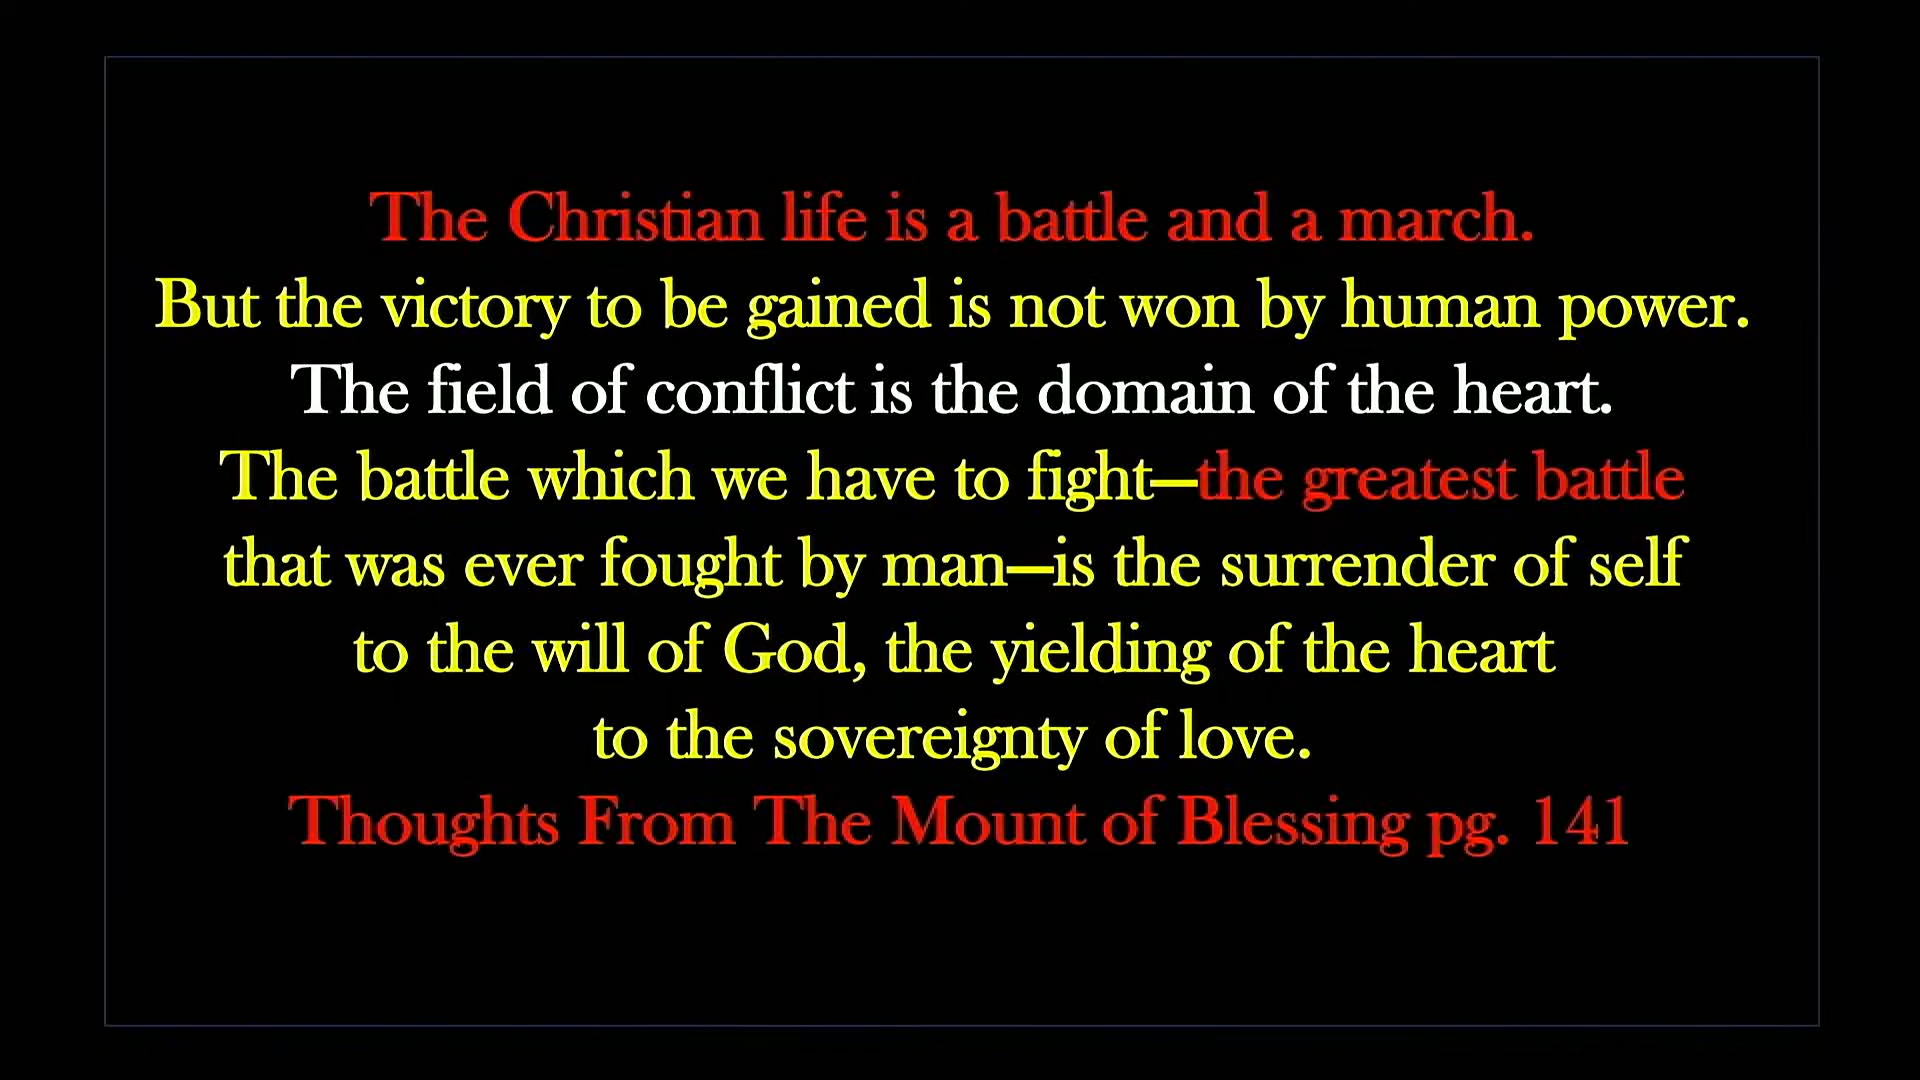 The Christian life is a battle and a march.
But the victory to be gained is not won by human power.
The field of conflict is the domain of the heart.
The battle which we have to fight—the greatest battle
that was ever fought by man—is the surrender of self
to the will of God, the yielding of the heart
to the sovereignty of love.
Thoughts From The Mount of Blessing pg. 141